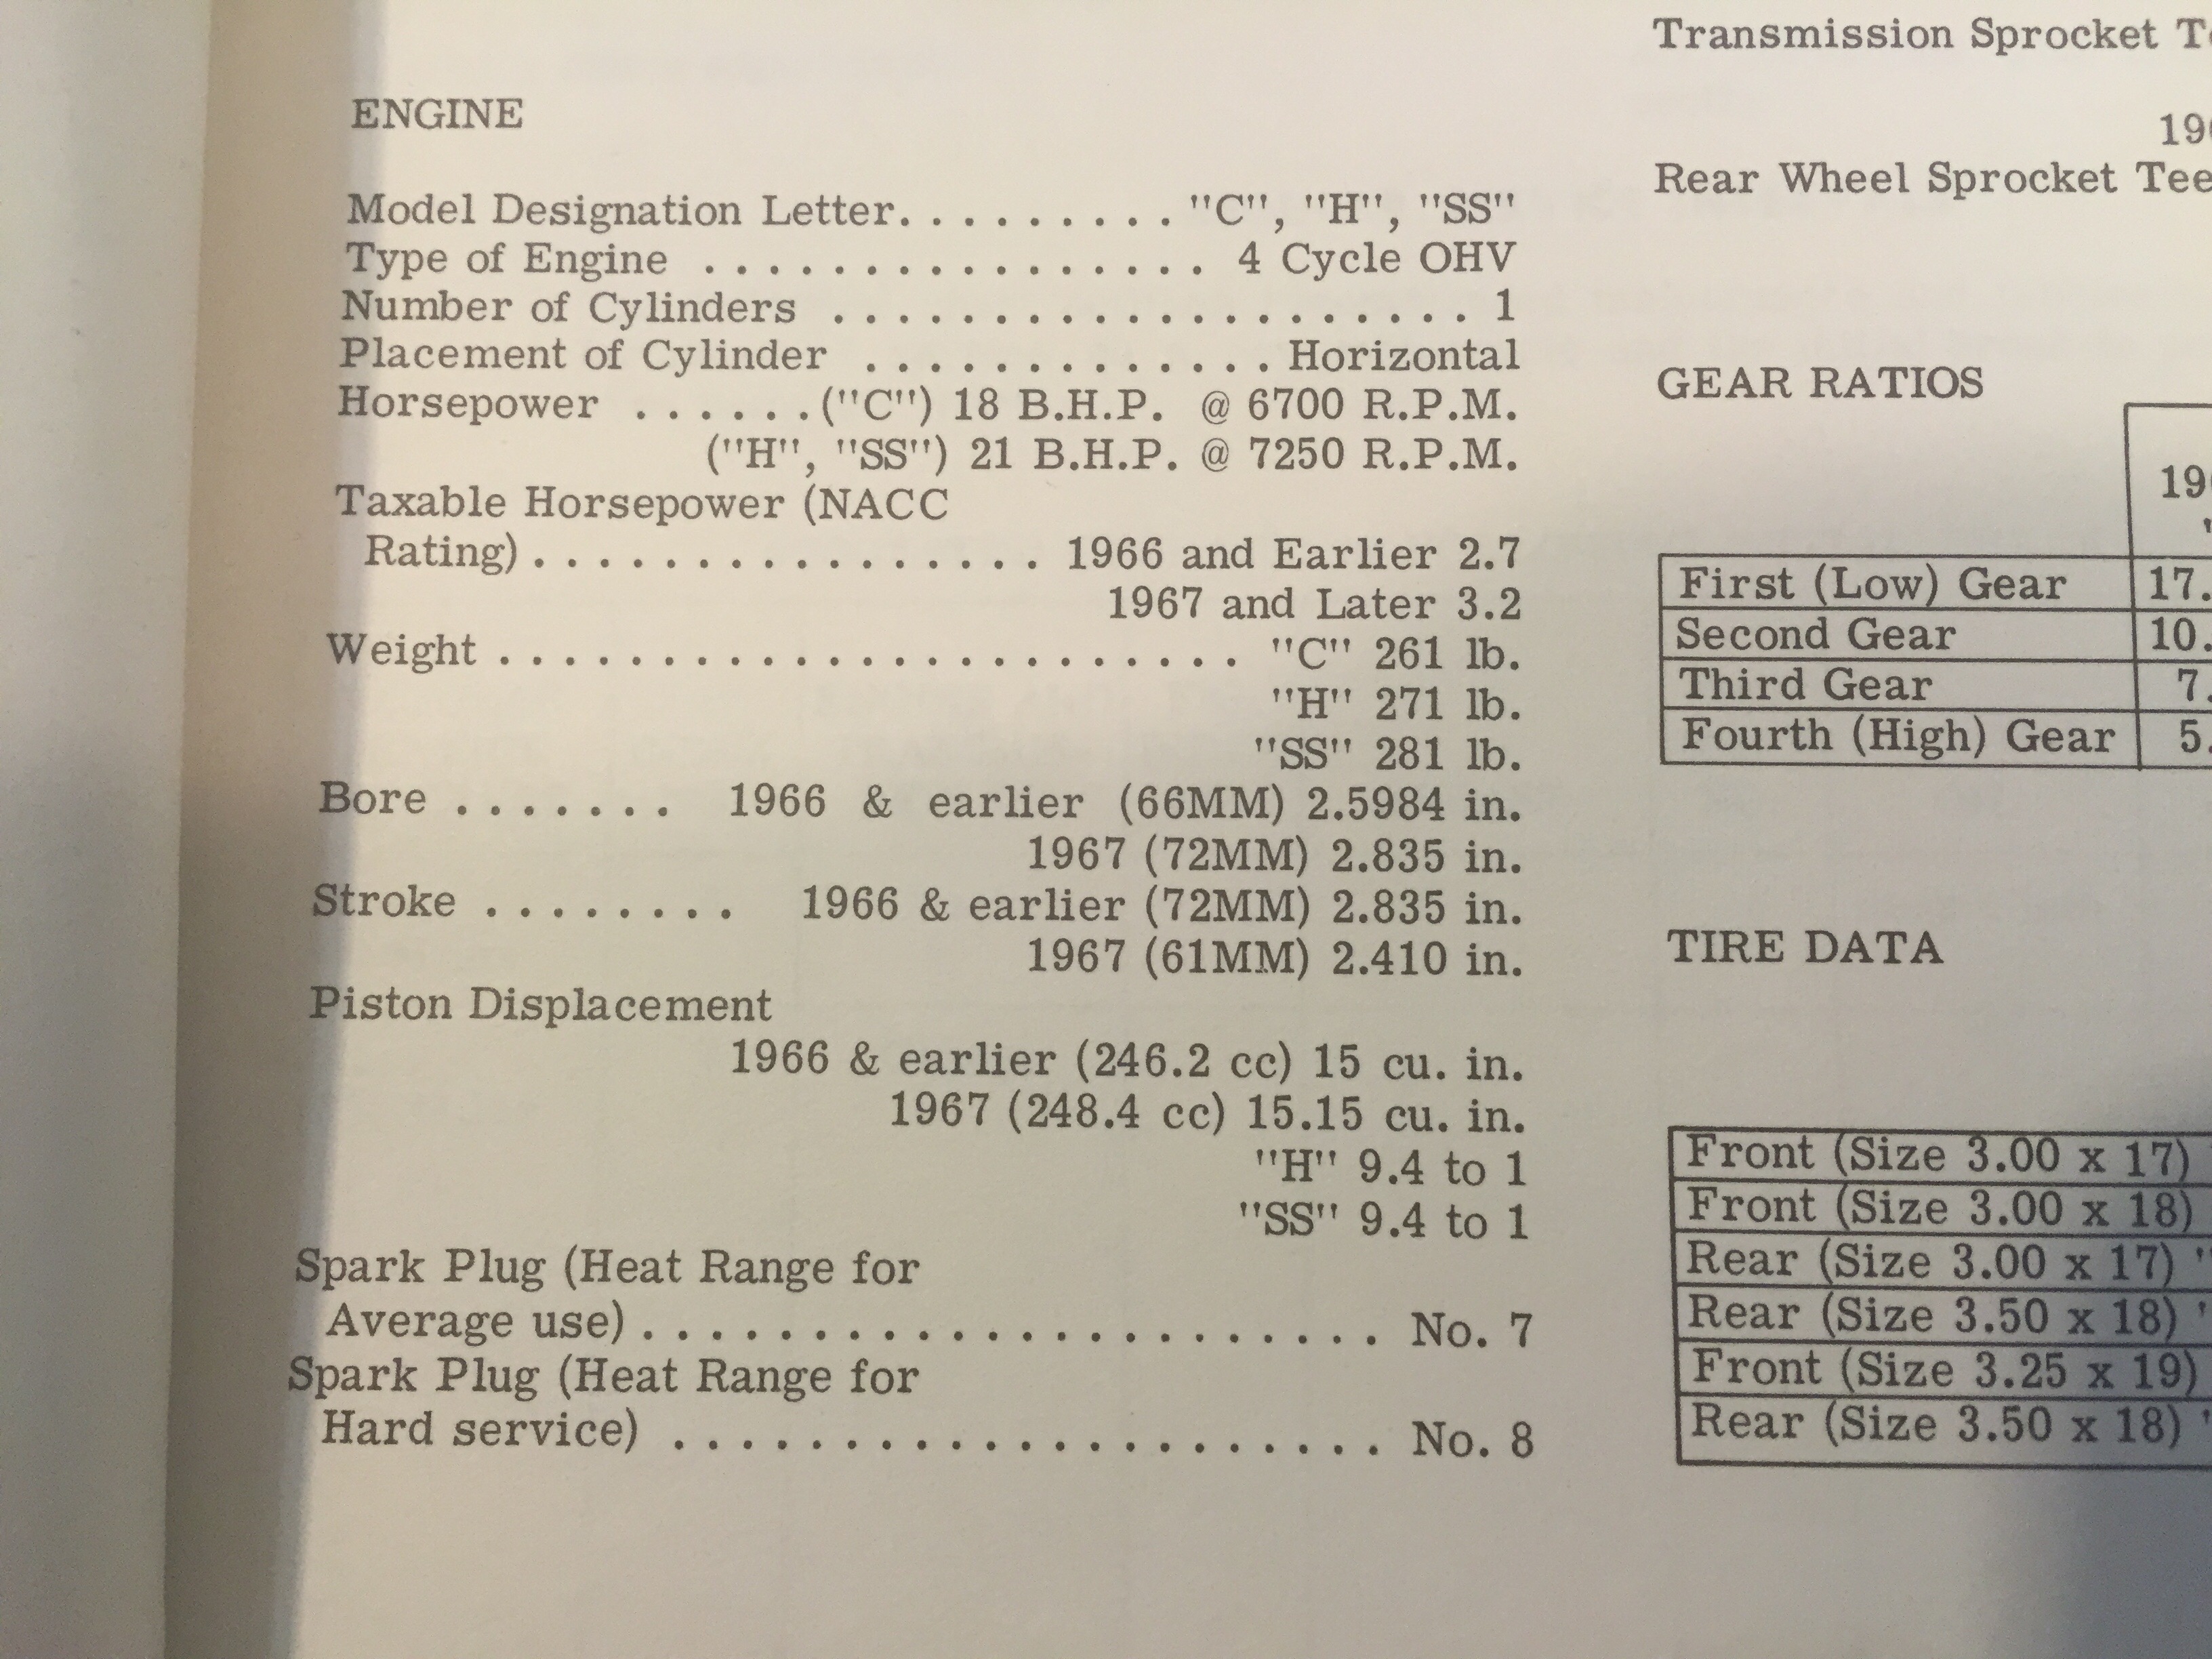 ENGINE
Model Designation Letter. . . . . . . . . "C", "H", "SS"
Type of Engine . . . . . . . . . . . . . . . . 4 Cycle OHV
Number of Cylinders . . . . . . . . . . . . . . . . . . . . 1
Placement of Cylinder . . . . . . . . . . . . . Horizontal
Horsepower . . . . . . ("C") 18 B.H.P. @ 6700 R.P.M.
("H", "SS") 21 B.H.P. @ 7250 R.P.M.
Taxable Horsepower (NACC
Rating) . . . . . . . . . . . . . . . . 1966 and Earlier 2.7
1967 and Later 3.2
Weight . . . . . . . . . . . . . . . . . . . . . . . "C" 261 lb.
"H" 271 lb.
"SS" 281 lb.
Bore . . . . . . . 1966 & earlier (66MM) 2.5984 in.
1967 (72MM) 2.835 in.
Stroke . . . . . . . . 1966 & earlier (72MM) 2.835 in.
1967 (61MM) 2.410 in.
Piston Displacement
1966 & earlier (246.2 cc) 15 cu. in.
1967 (248.4 cc) 15.15 cu. in.
"H" 9.4 to 1
"SS" 9.4 to 1
Spark Plug (Heat Range for
Average use) . . . . . . . . . . . . . . . . . . . . . . No. 7
Spark Plug (Heat Range for
Hard service) . . . . . . . . . . . . . . . . . . . . . No. 8
Transmission Sprocket
Rear Wheel Sprocket
GEAR RATIOS
First (Low) Gear 17.
Second Gear 10.
Third Gear 7.
Fourth (High) Gear 5.
TIRE DATA
Front (Size 3.00 x 17)
Front (Size 3.00 x 18)
Rear (Size 3.00 x 17)
Rear (Size 3.50 x 18)
Front (Size 3.25 x 19)
Rear (Size 3.50 x 18)